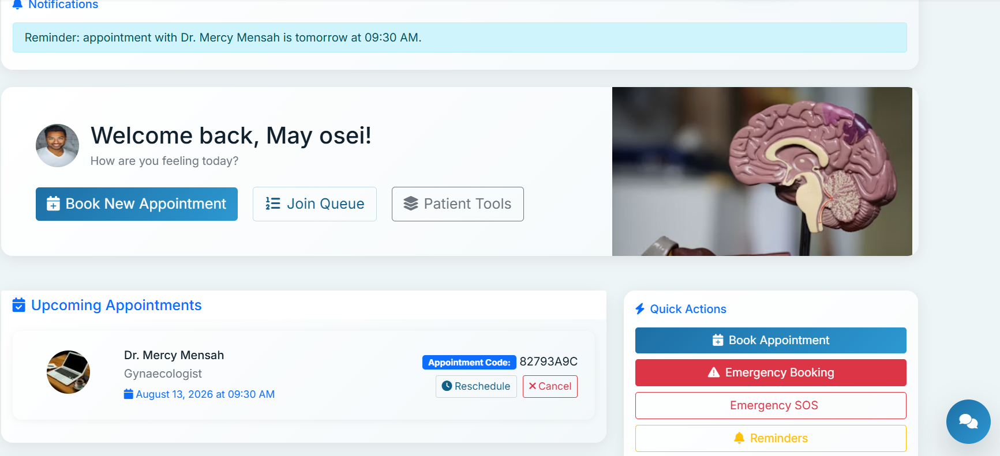 Notifications
Reminder: appointment with Dr. Mercy Mensah is tomorrow at 09:30 AM.
Welcome back, May osei!
How are you feeling today?
Book New Appointment
Join Queue
Patient Tools
Upcoming Appointments
Dr. Mercy Mensah
Gynaecologist
August 13, 2026 at 09:30 AM
Appointment Code: 82793A9C
Reschedule
Cancel
Quick Actions
Book Appointment
Emergency Booking
Emergency SOS
Reminders